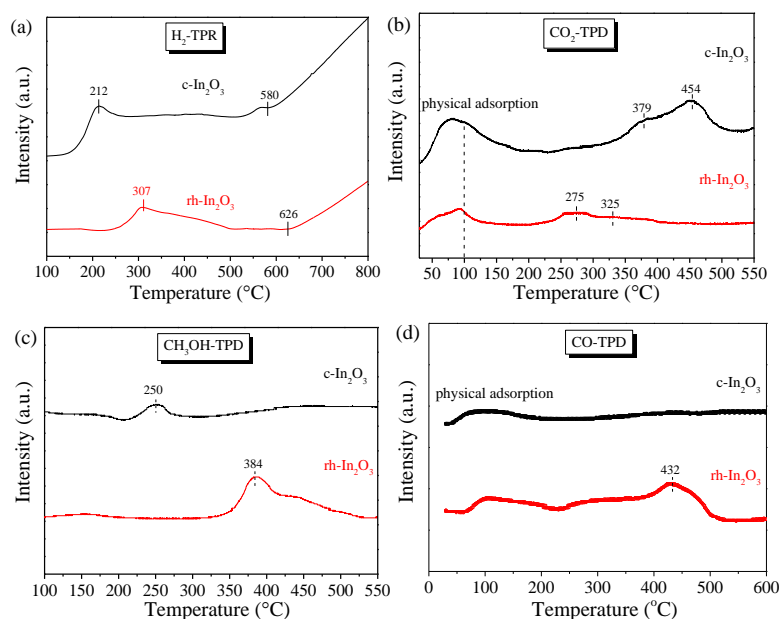 (a)
H₂-TPR
c-In₂O₃
212
580
rh-In₂O₃
307
626
Intensity (a.u.)
100 200 300 400 500 600 700 800
Temperature (°C)
(b)
CO₂-TPD
c-In₂O₃
454
379
physical adsorption
rh-In₂O₃
275
325
Intensity (a.u.)
50 100 150 200 250 300 350 400 450 500 550
Temperature (°C)
(c)
CH₃OH-TPD
c-In₂O₃
250
rh-In₂O₃
384
Intensity (a.u.)
100 150 200 250 300 350 400 450 500 550
Temperature (°C)
(d)
CO-TPD
c-In₂O₃
physical adsorption
rh-In₂O₃
432
Intensity (a.u.)
0 100 200 300 400 500 600
Temperature (°C)